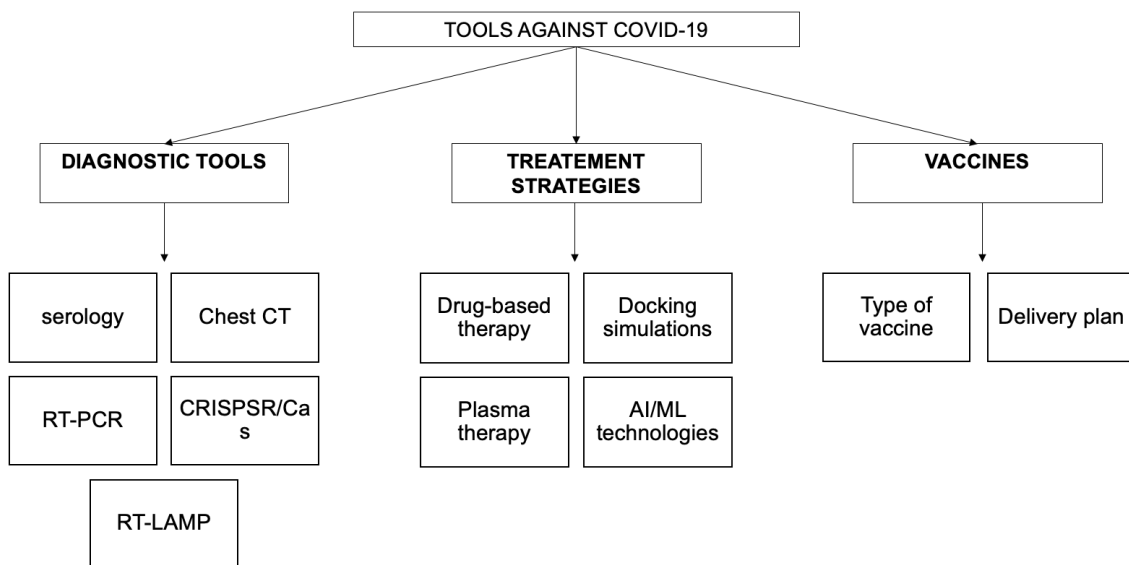 TOOLS AGAINST COVID-19
DIAGNOSTIC TOOLS
TREATEMENT
STRATEGIES
VACCINES
serology
Chest CT
RT-PCR
CRISPSR/Ca
s
RT-LAMP
Drug-based
therapy
Docking
simulations
Plasma
therapy
AI/ML
technologies
Type of
vaccine
Delivery plan